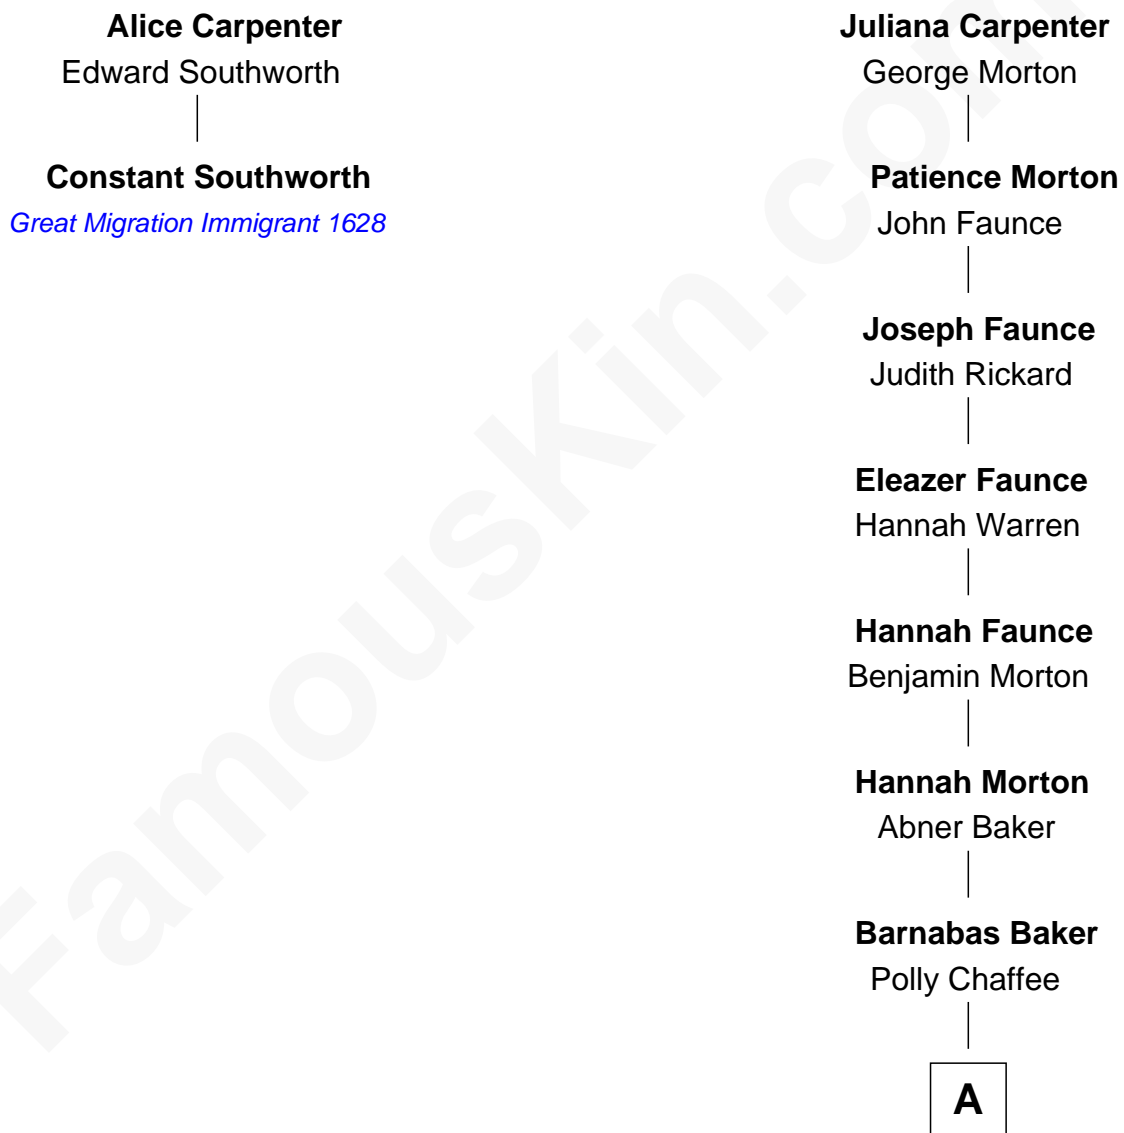 Alice Carpenter
Edward Southworth
Constant Southworth
Great Migration Immigrant 1628
Juliana Carpenter
George Morton
Patience Morton
John Faunce
Joseph Faunce
Judith Rickard
Eleazer Faunce
Hannah Warren
Hannah Faunce
Benjamin Morton
Hannah Morton
Abner Baker
Barnabas Baker
Polly Chaffee
A
FamousKin.com